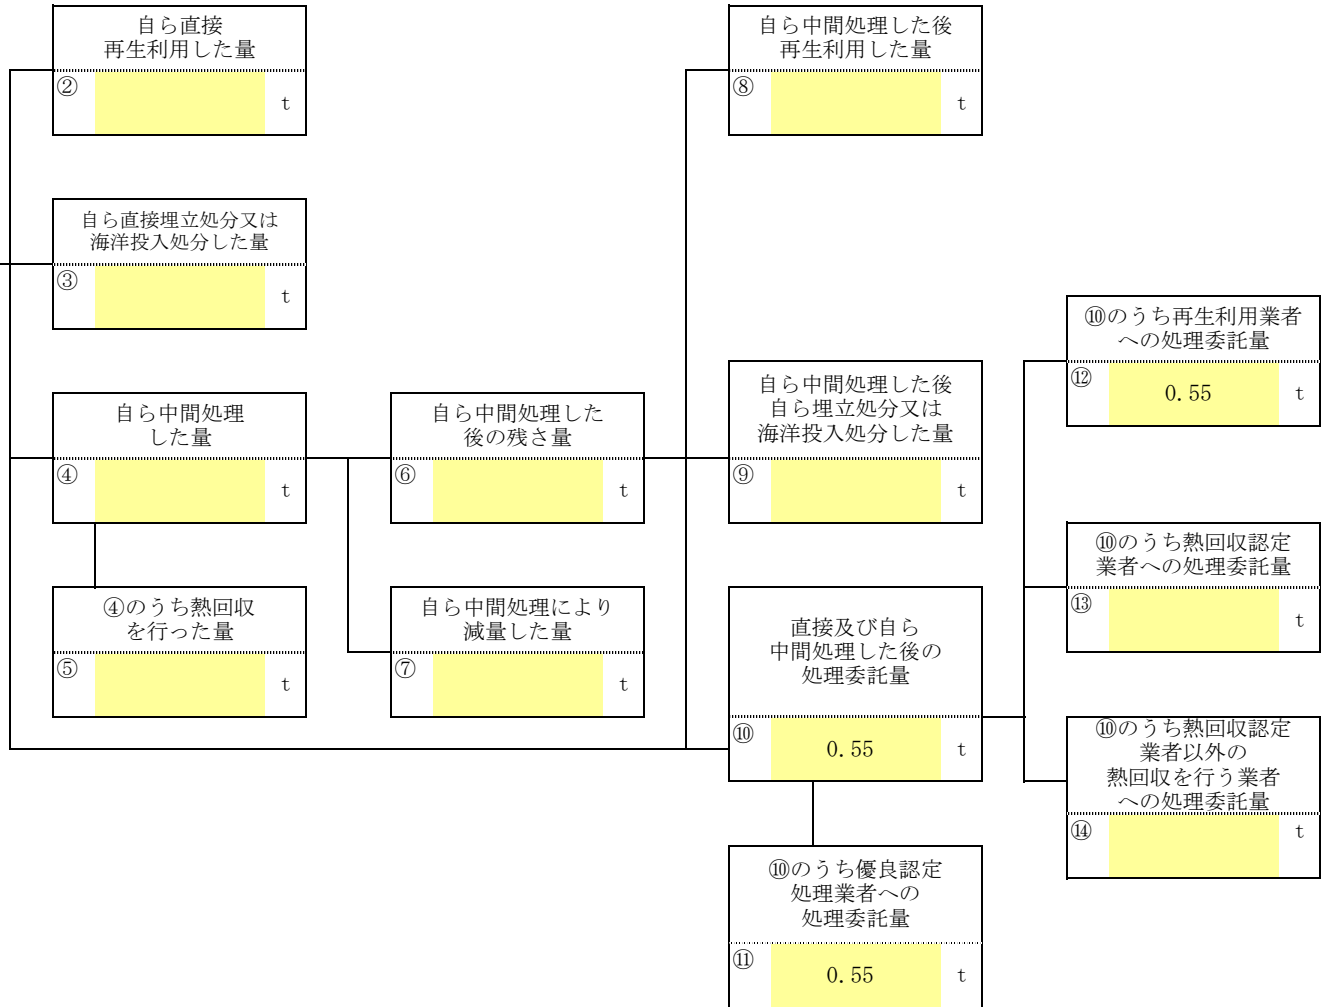 自ら直接
再生利用した量
②
t
自ら中間処理した後
再生利用した量
⑧
t
自ら直接埋立処分又は
海洋投入処分した量
③
t
⑩のうち再生利用業者
への処理委託量
⑫
0.55 t
自ら中間処理
した量
④
t
自ら中間処理した
後の残さ量
⑥
t
自ら中間処理した後
自ら埋立処分又は
海洋投入処分した量
⑨
t
⑩のうち熱回収認定
業者への処理委託量
⑬
t
④のうち熱回収
を行った量
⑤
t
自ら中間処理により
減量した量
⑦
t
直接及び自ら
中間処理した後の
処理委託量
⑩
0.55 t
⑩のうち熱回収認定
業者以外の
熱回収を行う業者
への処理委託量
⑭
t
⑩のうち優良認定
処理業者への
処理委託量
⑪
0.55 t